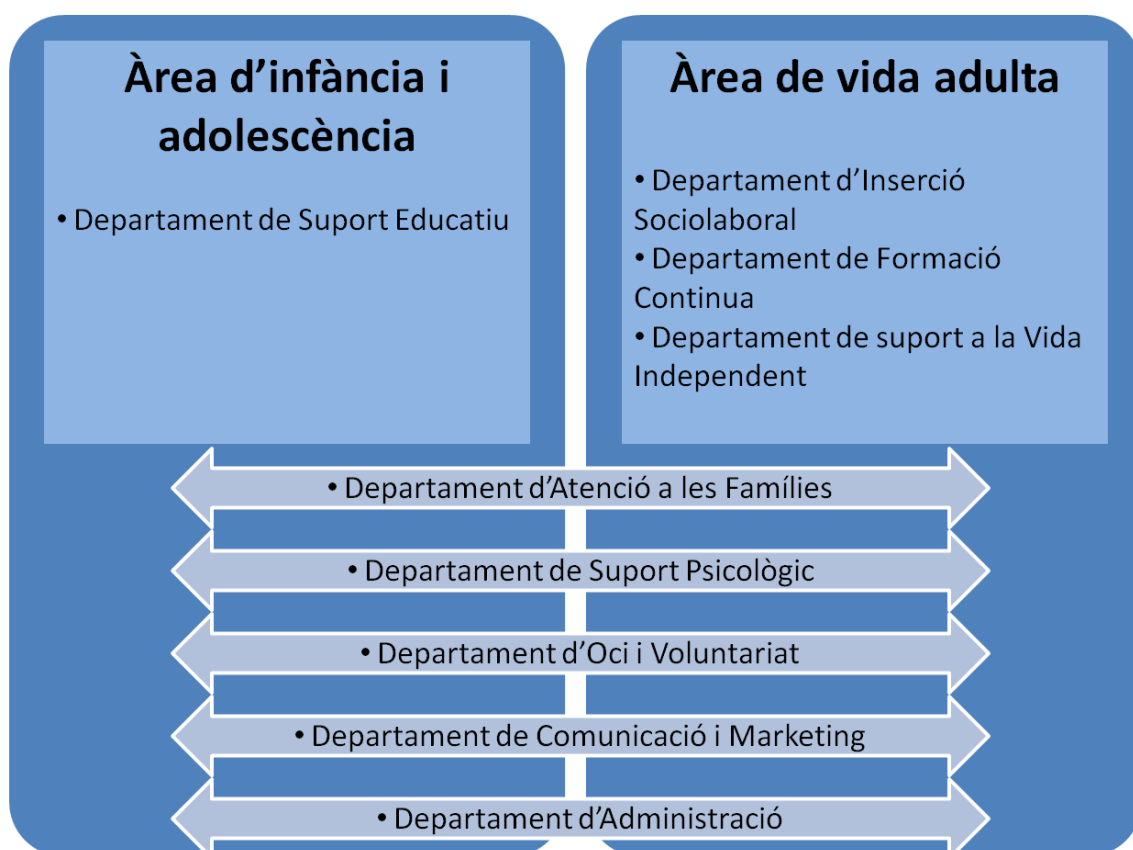 Àrea d’infància i
adolescència
• Departament de Suport Educatiu
Àrea de vida adulta
• Departament d’Inserció
Sociolaboral
• Departament de Formació
Continua
• Departament de suport a la Vida
Independent
• Departament d’Atenció a les Famílies
• Departament de Suport Psicològic
• Departament d’Oci i Voluntariat
• Departament de Comunicació i Marketing
• Departament d’Administració